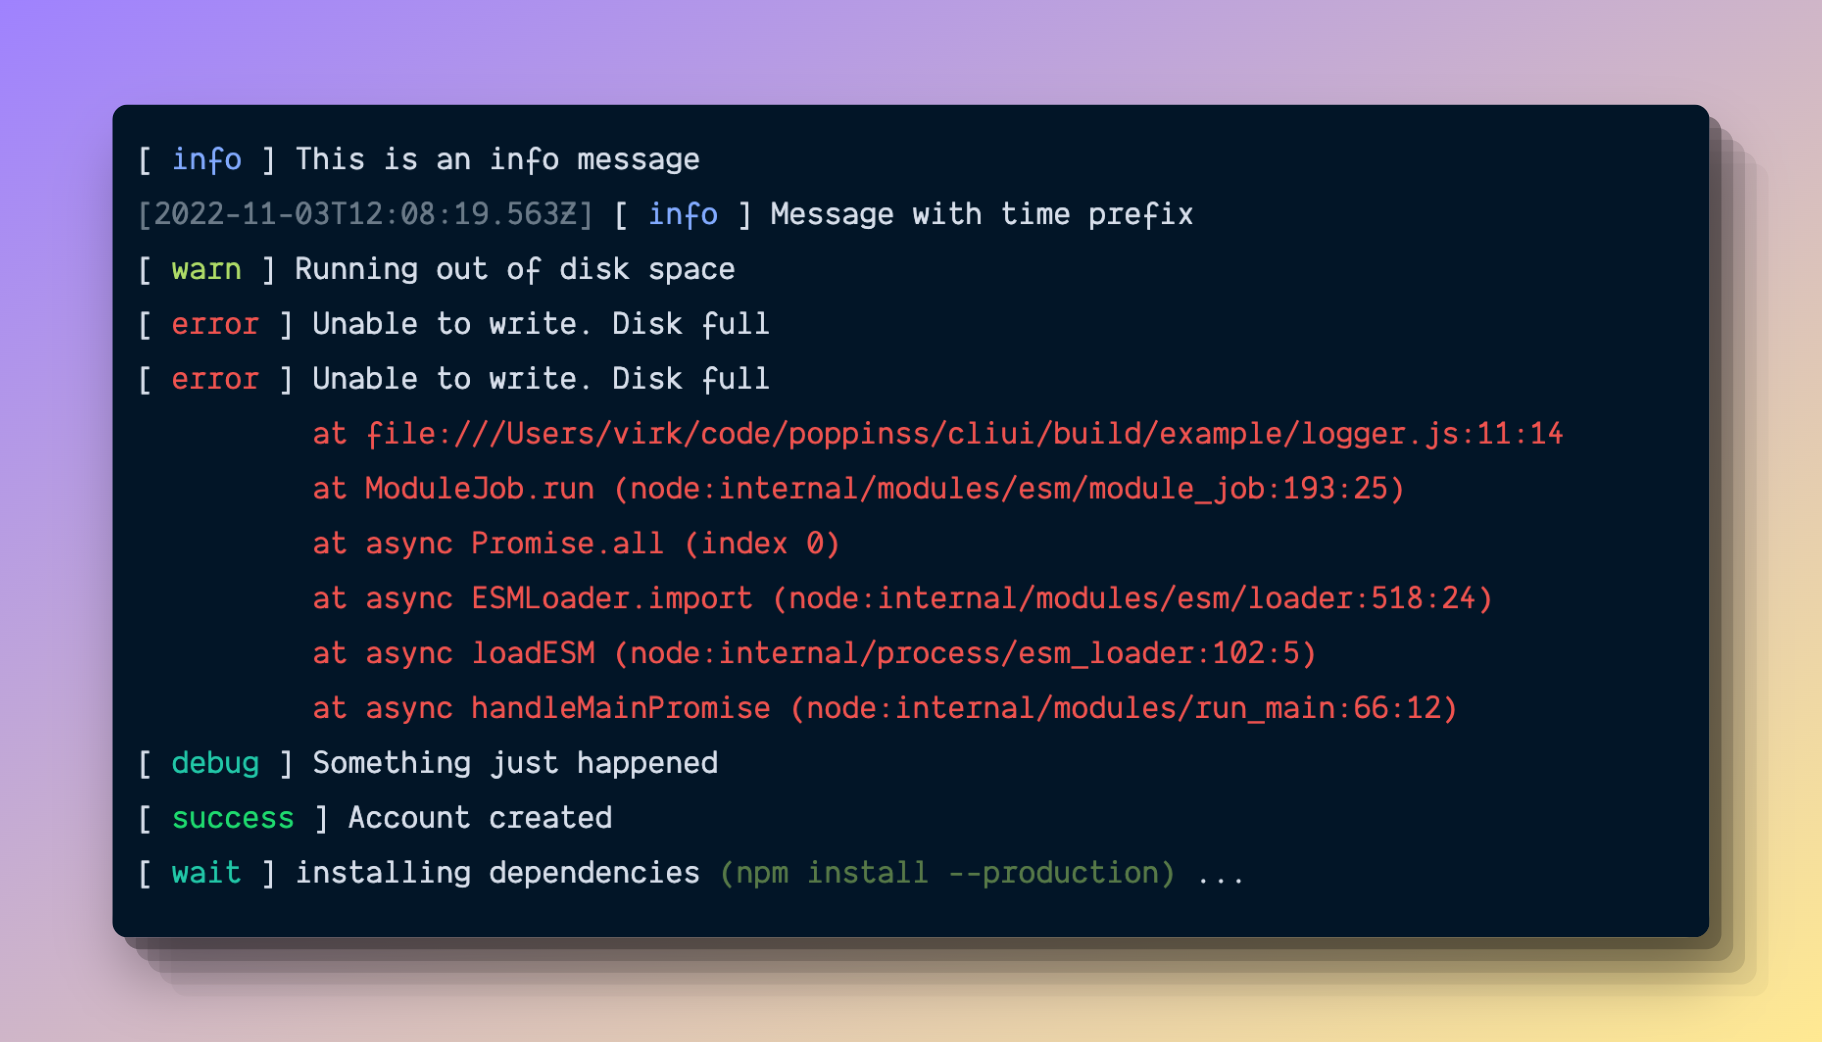 [ info ] This is an info message
[2022-11-03T12:08:19.563Z] [ info ] Message with time prefix
[ warn ] Running out of disk space
[ error ] Unable to write. Disk full
[ error ] Unable to write. Disk full
at file:///Users/virk/code/poppinss/cliui/build/example/logger.js:11:14
at ModuleJob.run (node:internal/modules/esm/module_job:193:25)
at async Promise.all (index 0)
at async ESMLoader.import (node:internal/modules/esm/loader:518:24)
at async loadESM (node:internal/process/esm_loader:102:5)
at async handleMainPromise (node:internal/modules/run_main:66:12)
[ debug ] Something just happened
[ success ] Account created
[ wait ] installing dependencies (npm install --production) ...